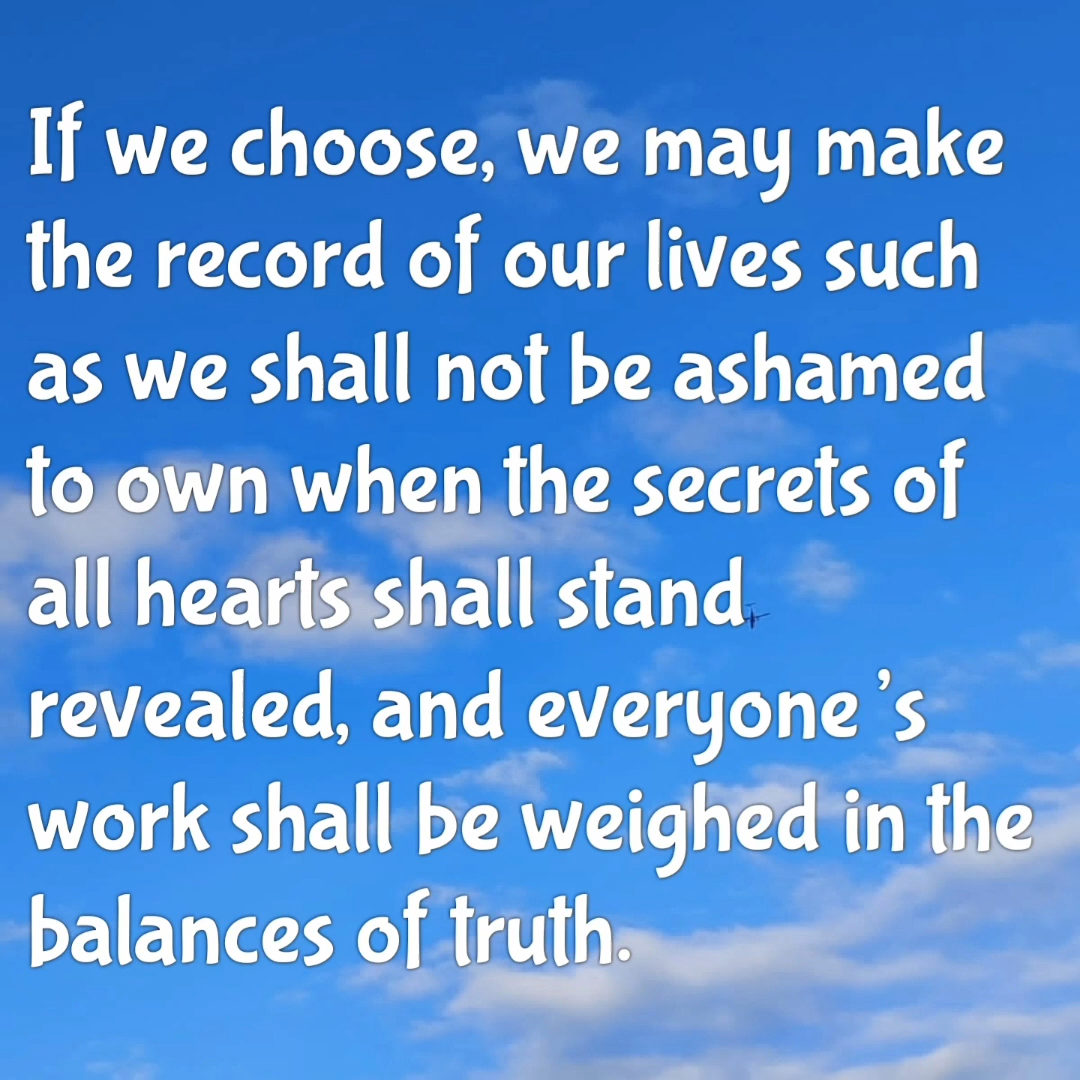 If we choose, we may make
the record of our lives such
as we shall not be ashamed
to own when the secrets of
all hearts shall stand
revealed, and everyone's
work shall be weighed in the
balances of truth.